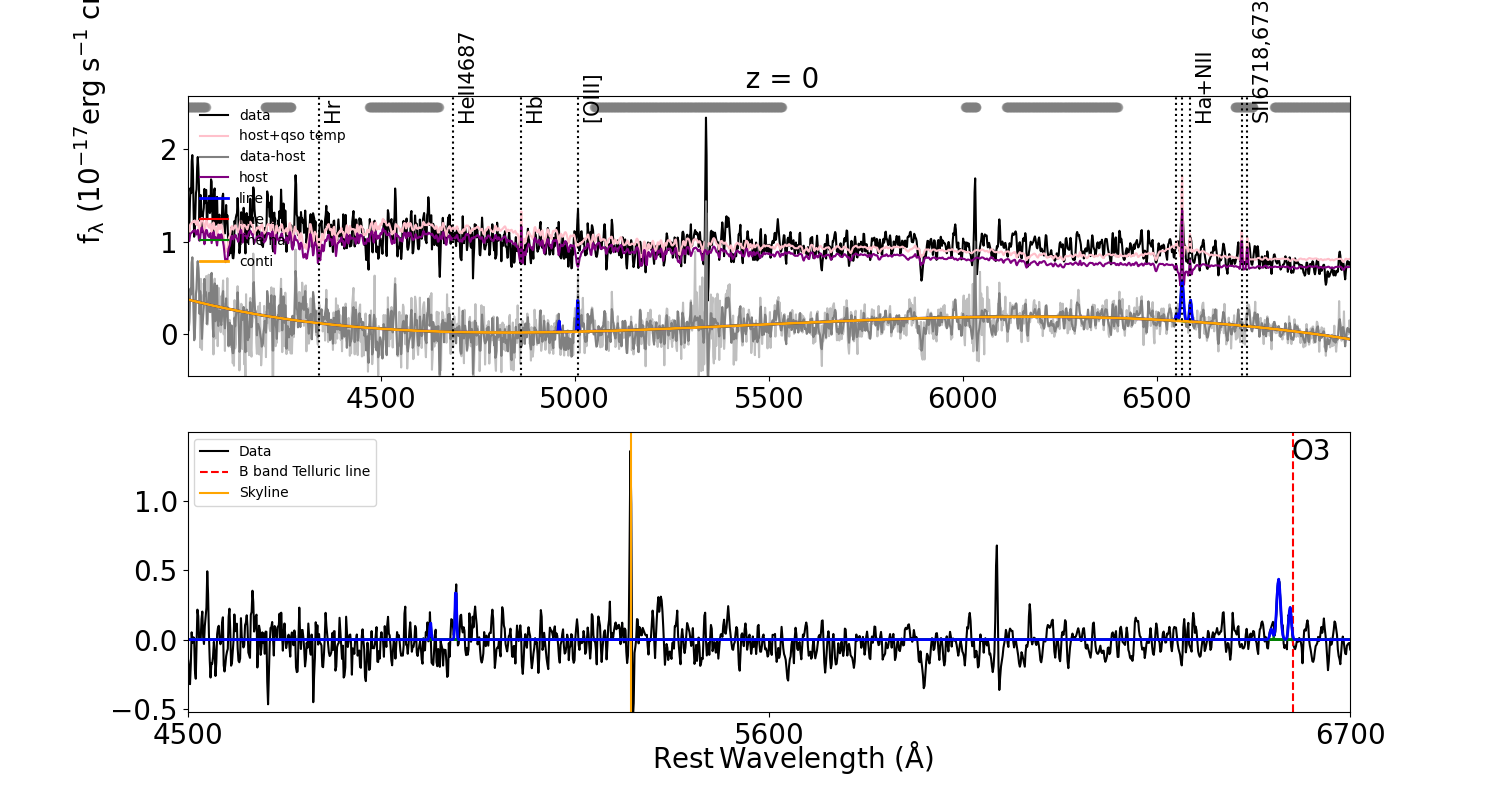 z = 0
f_λ (10^{−17}erg s^{−1}
Hr
HeII4687
Hb
[OIII]
Ha+NII
SII6718,673
data
host+qso temp
data-host
host
line
conti
2
1
0
4500
5000
5500
6000
6500
Data
B band Telluric line
Skyline
O3
1.0
0.5
0.0
−0.5
4500
5600
6700
Rest Wavelength (Å)